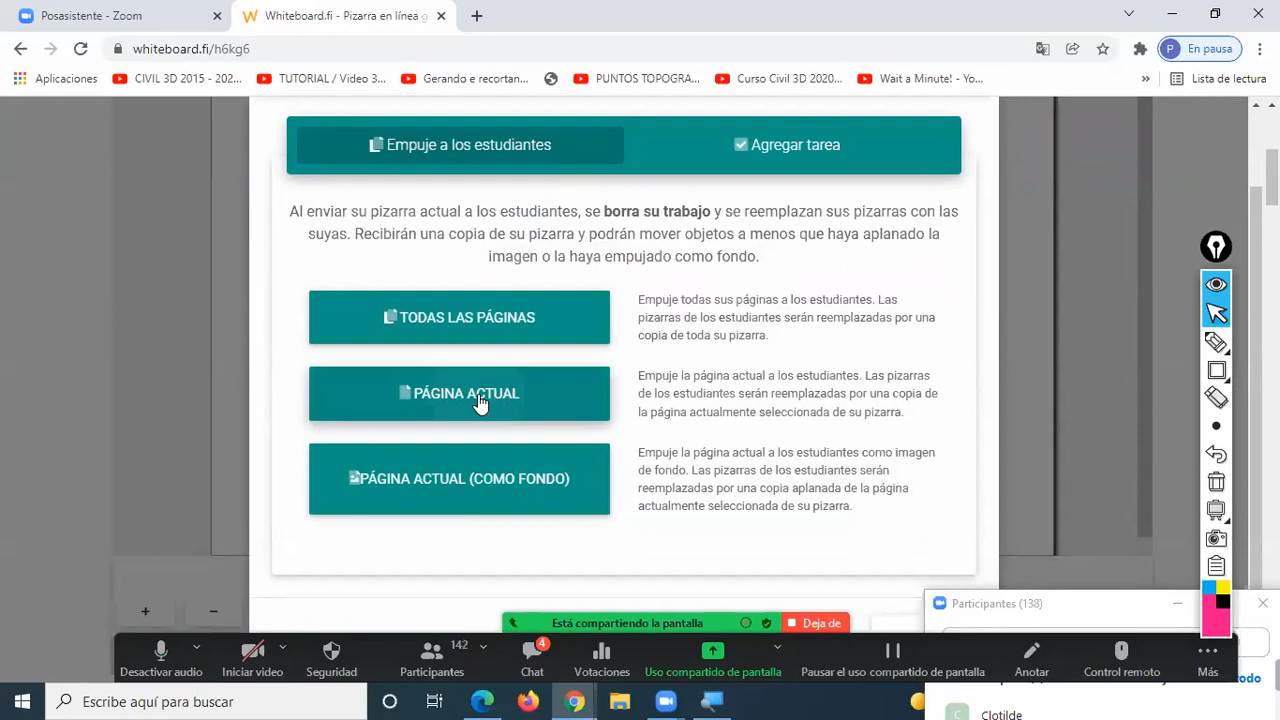 Posasistente - Zoom
Whiteboard.fi - Pizarra en línea g
whiteboard.fi/h6kg6
En pausa
Aplicaciones
CIVIL 3D 2015 - 202...
TUTORIAL / Video 3...
Gerando e recortan...
PUNTOS TOPOGRA...
Curso Civil 3D 2020...
Wait a Minute! - Yo...
»
Lista de lectura
Empuje a los estudiantes
Agregar tarea
Al enviar su pizarra actual a los estudiantes, se borra su trabajo y se reemplazan sus pizarras con las
suyas. Recibirán una copia de su pizarra y podrán mover objetos a menos que haya aplanado la
imagen o la haya empujado como fondo.
TODAS LAS PÁGINAS
Empuje todas sus páginas a los estudiantes. Las
pizarras de los estudiantes serán reemplazadas por una
copia de toda su pizarra.
PÁGINA ACTUAL
Empuje la página actual a los estudiantes. Las pizarras
de los estudiantes serán reemplazadas por una copia de
la página actualmente seleccionada de su pizarra.
PÁGINA ACTUAL (COMO FONDO)
Empuje la página actual a los estudiantes como imagen
de fondo. Las pizarras de los estudiantes serán
reemplazadas por una copia aplanada de la página
actualmente seleccionada de su pizarra.
+ −
Participantes (138)
Está compartiendo la pantalla
Deja de
142
4
Desactivar audio
Iniciar video
Seguridad
Participantes
Chat
Votaciones
Uso compartido de pantalla
Pausar el uso compartido de pantalla
Anotar
Control remoto
Más
odo
Escribe aquí para buscar
C
Clotilde